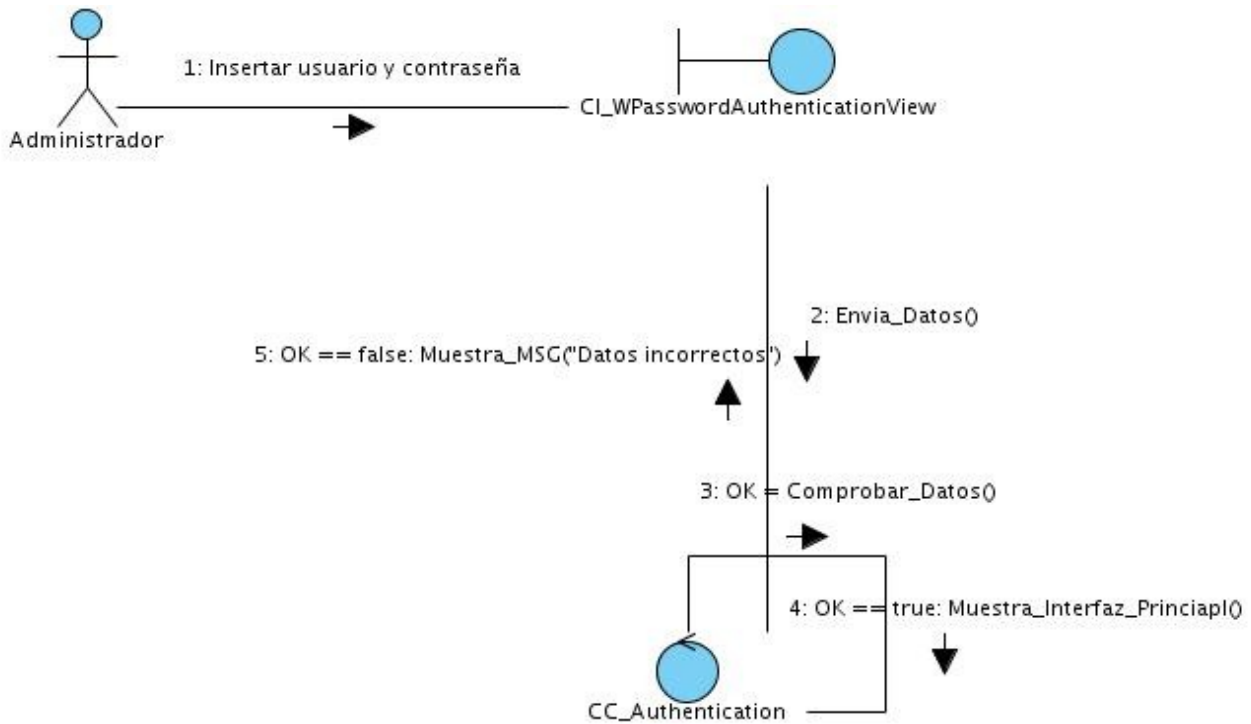 1: Insertar usuario y contraseña
CI_WPasswordAuthenticationView
Administrador
2: Envia_Datos()
5: OK == false: Muestra_MSG("Datos incorrectos")
3: OK = Comprobar_Datos()
4: OK == true: Muestra_Interfaz_Princiapl()
CC_Authentication